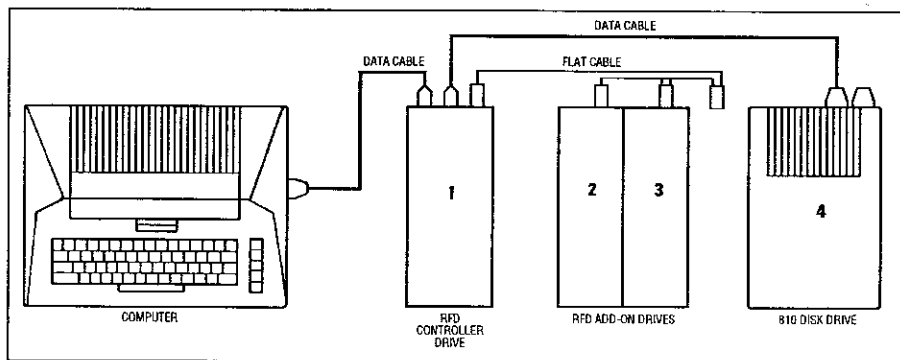 DATA CABLE
DATA CABLE
FLAT CABLE
1
2
3
4
COMPUTER
RFD
CONTROLLER
DRIVE
RFD ADD-ON DRIVES
810 DISK DRIVE